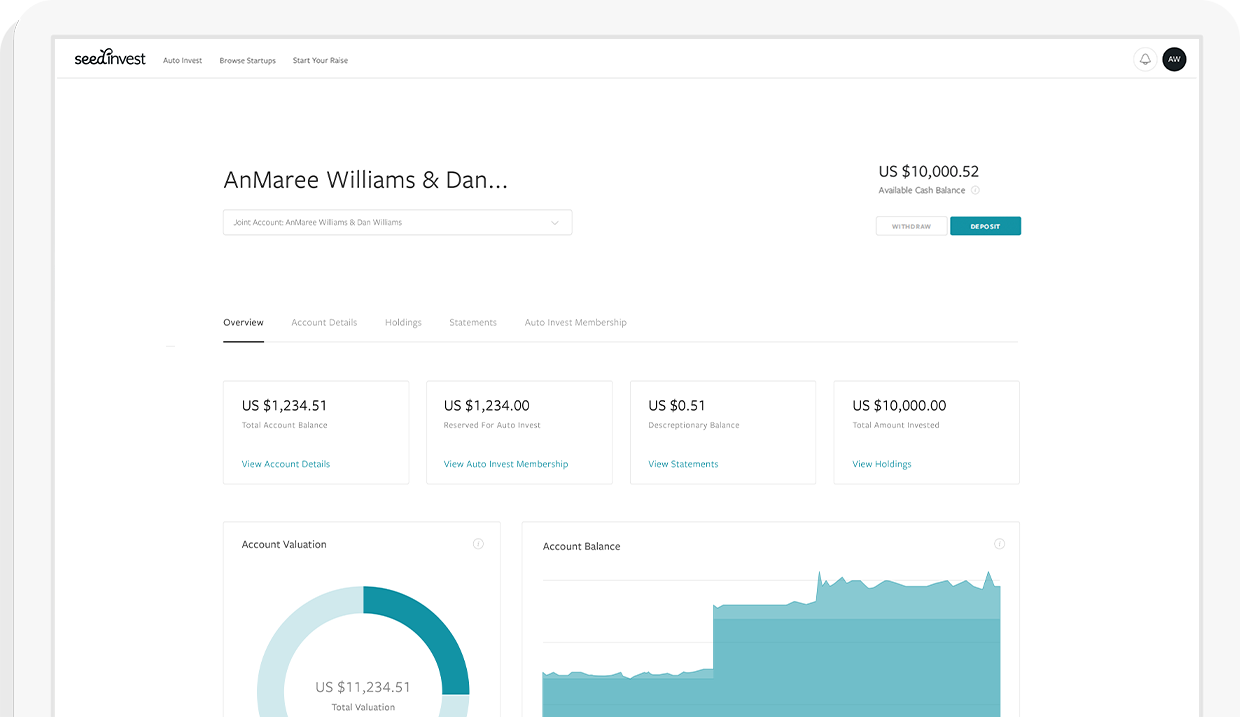 seedinvest Auto Invest Browse Startups Start Your Raise AW
AnMaree Williams & Dan...
US $10,000.52
Available Cash Balance i
Joint Account: AnMaree Williams & Dan Williams
WITHDRAW DEPOSIT
Overview Account Details Holdings Statements Auto Invest Membership
US $1,234.51
Total Account Balance
View Account Details
US $1,234.00
Reserved For Auto Invest
View Auto Invest Membership
US $0.51
Descreptionary Balance
View Statements
US $10,000.00
Total Amount Invested
View Holdings
Account Valuation i
US $11,234.51
Total Valuation
Account Balance i